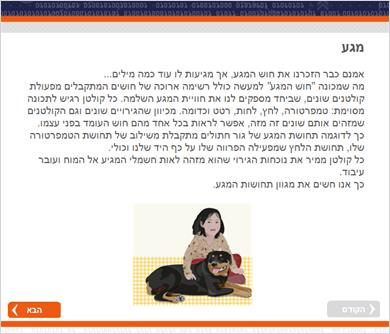 מגע
אמנם כבר הזכרנו את חוש המגע, אך מגיעות לו עוד כמה מילים...
מה שמכונה "חוש המגע" למעשה כולל רשימה ארוכה של חושים המתקבלים מפעולת
קולטנים שונים, שביחד מספקים לנו את חוויית המגע השלמה. כל קולטן רגיש לתכונה
מסוימת: טמפרטורה, לחץ, לחות, רטט וכדומה. מכיוון שהגירויים שונים וגם הקולטנים
שמזהים אותם שונים זה מזה, אפשר לראות בכל אחד מהם חוש העומד בפני עצמו.
כך לדוגמה תחושת המגע של גור חתולים מתקבלת משילוב של תחושת הטמפרטורה
שלו, תחושת הלחץ שמפעילה הפרווה שלו על כף היד שלנו וכולי.
כל קולטן ממיר את נוכחות הגירוי שהוא מזהה לאות חשמלי המגיע אל המוח ועובר
עיבוד.
כך אנו חשים את מגוון תחושות המגע.
הקודם
הבא